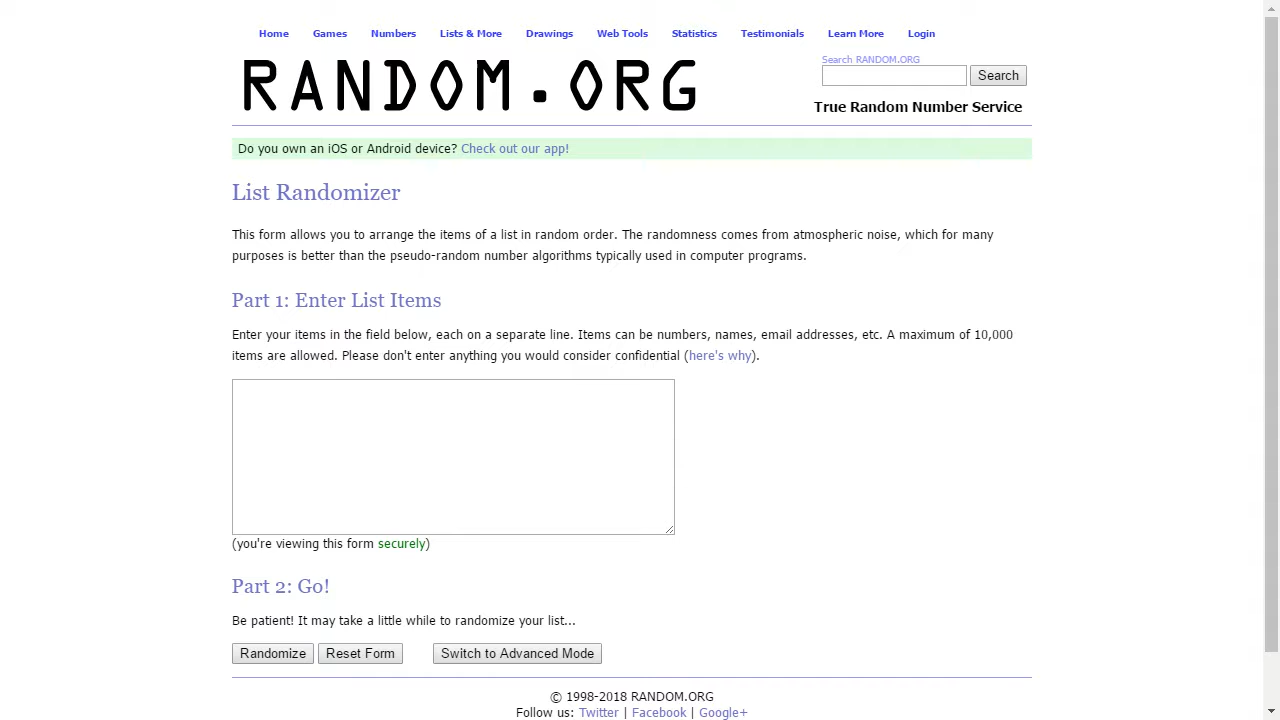 Home Games Numbers Lists & More Drawings Web Tools Statistics Testimonials Learn More Login
RANDOM.ORG
Search RANDOM.ORG
Search
True Random Number Service
Do you own an iOS or Android device? Check out our app!
List Randomizer
This form allows you to arrange the items of a list in random order. The randomness comes from atmospheric noise, which for many
purposes is better than the pseudo-random number algorithms typically used in computer programs.
Part 1: Enter List Items
Enter your items in the field below, each on a separate line. Items can be numbers, names, email addresses, etc. A maximum of 10,000
items are allowed. Please don't enter anything you would consider confidential (here's why).
(you're viewing this form securely)
Part 2: Go!
Be patient! It may take a little while to randomize your list...
Randomize Reset Form Switch to Advanced Mode
© 1998-2018 RANDOM.ORG
Follow us: Twitter | Facebook | Google+